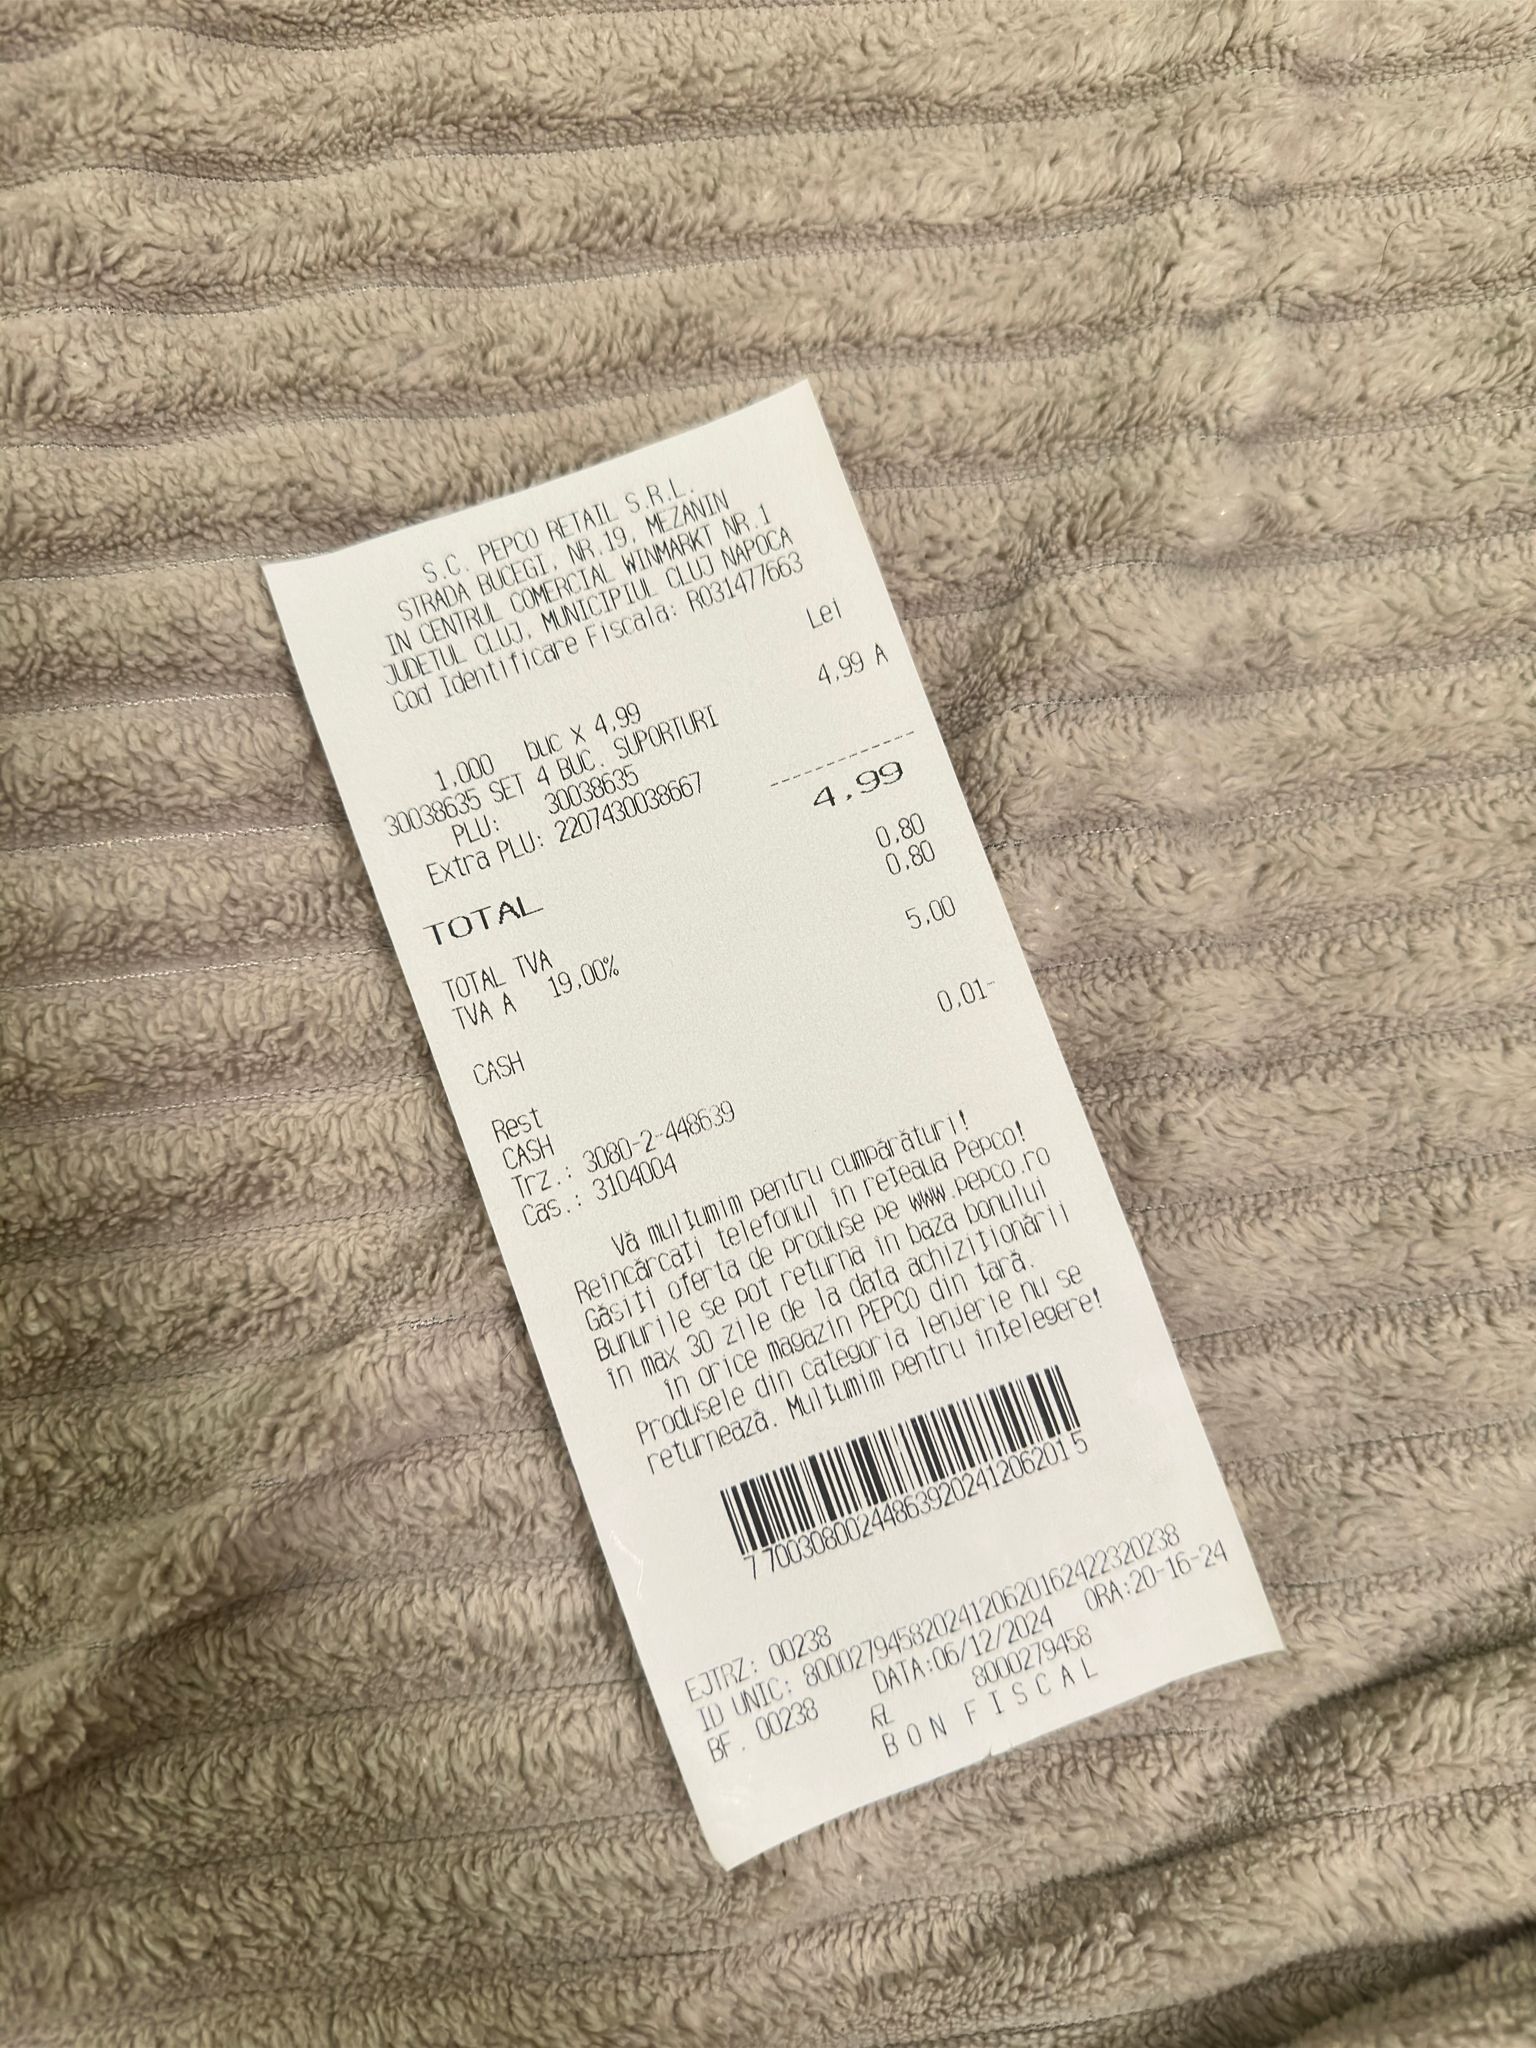 S.C. PEPCO RETAIL S.R.L.
STRADA BUCEGI, NR.19, MEZANIN
IN CENTRUL COMERCIAL WINMARKT NR.1
JUDETUL CLUJ, MUNICIPIUL CLUJ NAPOCA
Cod Identificare Fiscala: RO31477663
Lei
1,000 buc X 4,99 4,99 A
30038635 SET 4 BUC. SUPORTURI
PLU: 30038635
Extra PLU: 2207430038667
TOTAL 4,99
TOTAL TVA 0,80
TVA A 19,00% 0,80
CASH 5,00
Rest
CASH 0,01-
Trz.: 3080-2-448639
Cas.: 3104004
Vă mulțumim pentru cumpărături!
Reîncărcați telefonul în rețeaua Pepco!
Găsiți oferta de produse pe www.pepco.ro
Bunurile se pot returna în baza bonului
în max 30 zile de la data achiziționării
în orice magazin PEPCO din țară.
Produsele din categoria lenjerie nu se
returnează. Mulțumim pentru înțelegere!
7700308002448639202412062015
EJTRZ: 00238
ID UNIC: 80002794582024120620162422320238
BF. 00238 DATA:06/12/2024 ORA:20-16-24
8000279458
BON FISCAL